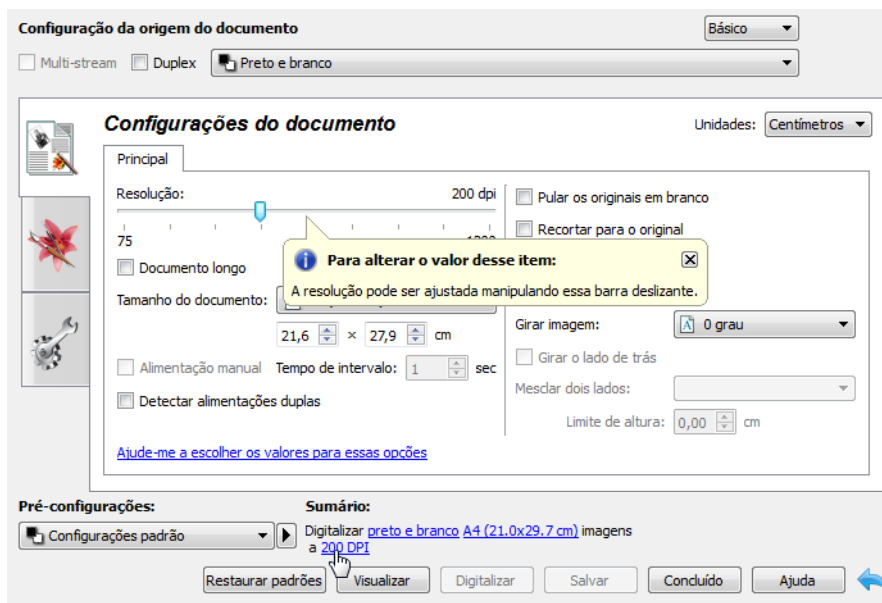 Configuração da origem do documento
Básico
Multi-stream Duplex Preto e branco
Configurações do documento
Unidades: Centímetros
Principal
Resolução: 200 dpi
Pular os originais em branco
75
Recortar para o original
Para alterar o valor desse item:
A resolução pode ser ajustada manipulando essa barra deslizante.
Documento longo
Tamanho do documento:
21,6 × 27,9 cm
Girar imagem: 0 grau
Girar o lado de trás
Alimentação manual Tempo de intervalo: 1 sec
Mesclar dois lados:
Detectar alimentações duplas
Limite de altura: 0,00 cm
Ajude-me a escolher os valores para essas opções
Pré-configurações:
Configurações padrão
Sumário:
Digitalizar preto e branco A4 (21.0x29.7 cm) imagens
a 200 DPI
Restaurar padrões Visualizar Digitalizar Salvar Concluído Ajuda